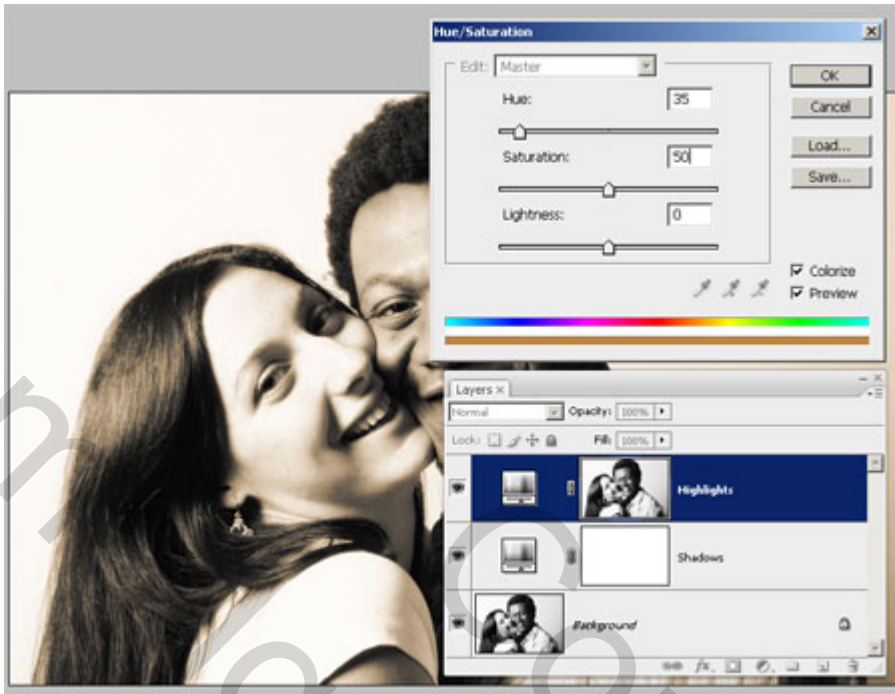 Hue/Saturation
Edit: Master
OK
Hue: 35
Cancel
Saturation: 50
Load...
Save...
Lightness: 0
Colorize
Preview
Layers ×
Normal Opacity: 100%
Lock: Fill: 100%
Highlights
Shadows
Background
fx.